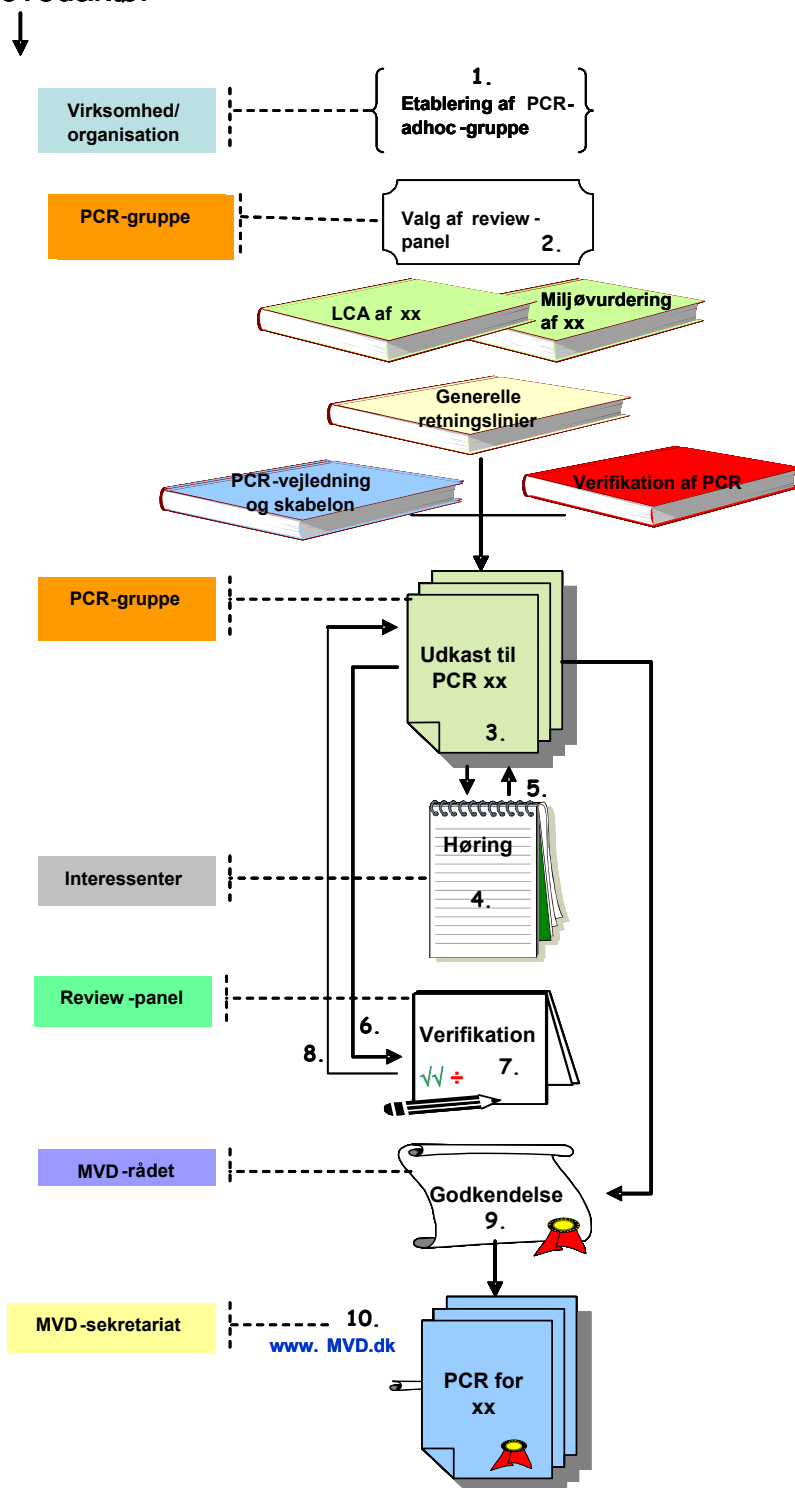 1.
Virksomhed/
organisation
Etablering af PCR-
adhoc -gruppe
PCR-gruppe
Valg af review -
panel 2.
LCA af xx
Miljøvurdering
af xx
Generelle
retningslinier
PCR-vejledning
og skabelon
Verifikation af PCR
PCR-gruppe
Udkast til
PCR xx
3.
5.
Høring
Interessenter
4.
Review -panel
6.
8.
Verifikation
7.
√√ ÷
MVD-rådet
Godkendelse
9.
MVD-sekretariat
10.
www. MVD.dk
PCR for
xx